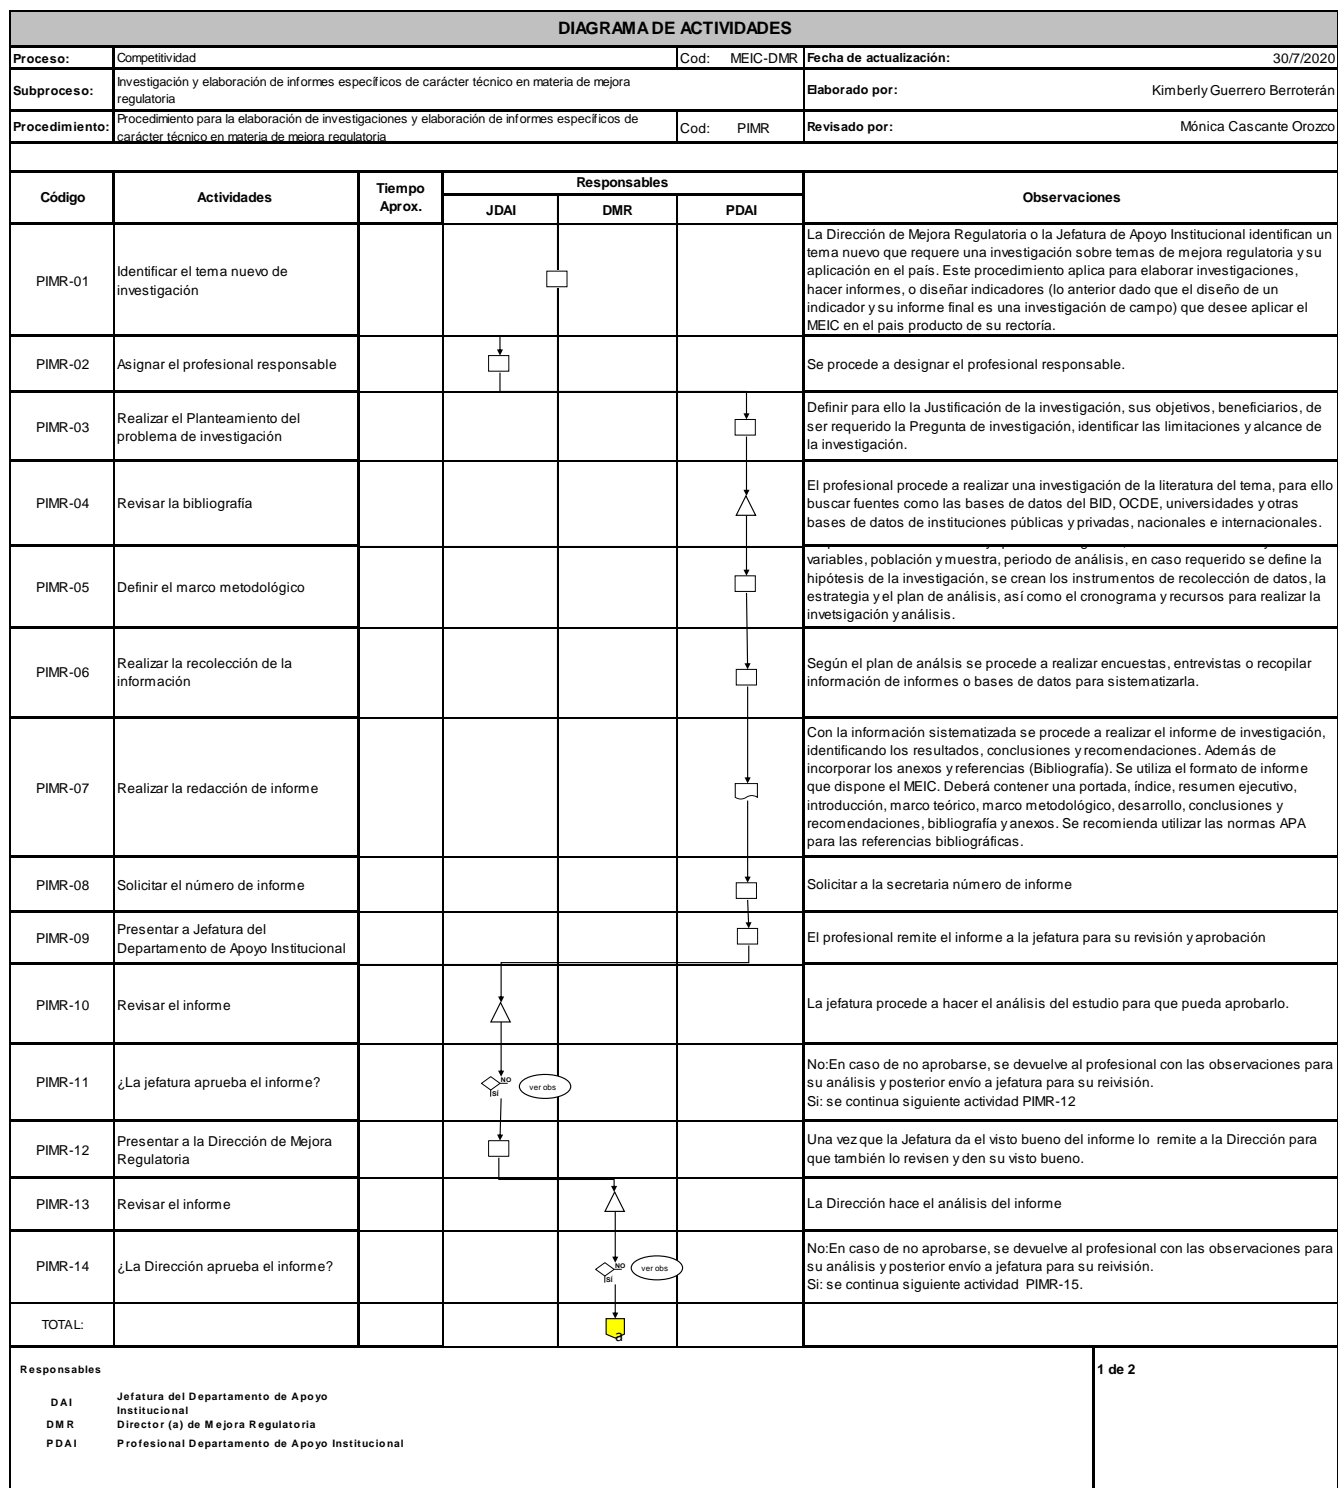 DIAGRAMA DE ACTIVIDADES
Proceso: Competitividad Cod: MEIC-DMR Fecha de actualización: 30/7/2020
Subproceso: Investigación y elaboración de informes específicos de carácter técnico en materia de mejora
regulatoria
Elaborado por: Kimberly Guerrero Berroterán
Procedimiento: Procedimiento para la elaboración de investigaciones y elaboración de informes específicos de
carácter técnico en materia de mejora regulatoria
Cod: PIMR Revisado por: Mónica Cascante Orozco
Código Actividades Tiempo
Aprox.
Responsables
JDAI DMR PDAI
Observaciones
PIMR-01
Identificar el tema nuevo de
investigación
La Dirección de Mejora Regulatoria o la Jefatura de Apoyo Institucional identifican un
tema nuevo que requere una investigación sobre temas de mejora regulatoria y su
aplicación en el país. Este procedimiento aplica para elaborar investigaciones,
hacer informes, o diseñar indicadores (lo anterior dado que el diseño de un
indicador y su informe final es una investigación de campo) que desee aplicar el
MEIC en el pais producto de su rectoría.
PIMR-02
Asignar el profesional responsable
Se procede a designar el profesional responsable.
PIMR-03
Realizar el Planteamiento del
problema de investigación
Definir para ello la Justificación de la investigación, sus objetivos, beneficiarios, de
ser requerido la Pregunta de investigación, identificar las limitaciones y alcance de
la investigación.
PIMR-04
Revisar la bibliografía
El profesional procede a realizar una investigación de la literatura del tema, para ello
buscar fuentes como las bases de datos del BID, OCDE, universidades y otras
bases de datos de instituciones públicas y privadas, nacionales e internacionales.
PIMR-05
Definir el marco metodológico
variables, población y muestra, periodo de análisis, en caso requerido se define la
hipótesis de la investigación, se crean los instrumentos de recolección de datos, la
estrategia y el plan de análisis, así como el cronograma y recursos para realizar la
invetsigación y análisis.
PIMR-06
Realizar la recolección de la
información
Según el plan de análsis se procede a realizar encuestas, entrevistas o recopilar
información de informes o bases de datos para sistematizarla.
PIMR-07
Realizar la redacción de informe
Con la información sistematizada se procede a realizar el informe de investigación,
identificando los resultados, conclusiones y recomendaciones. Además de
incorporar los anexos y referencias (Bibliografía). Se utiliza el formato de informe
que dispone el MEIC. Deberá contener una portada, índice, resumen ejecutivo,
introducción, marco teórico, marco metodológico, desarrollo, conclusiones y
recomendaciones, bibliografía y anexos. Se recomienda utilizar las normas APA
para las referencias bibliográficas.
PIMR-08
Solicitar el número de informe
Solicitar a la secretaria número de informe
PIMR-09
Presentar a Jefatura del
Departamento de Apoyo Institucional
El profesional remite el informe a la jefatura para su revisión y aprobación
PIMR-10
Revisar el informe
La jefatura procede a hacer el análisis del estudio para que pueda aprobarlo.
PIMR-11
¿La jefatura aprueba el informe?
NO
sí
ver obs
No:En caso de no aprobarse, se devuelve al profesional con las observaciones para
su análisis y posterior envío a jefatura para su reivisión.
Si: se continua siguiente actividad PIMR-12
PIMR-12
Presentar a la Dirección de Mejora
Regulatoria
Una vez que la Jefatura da el visto bueno del informe lo remite a la Dirección para
que también lo revisen y den su visto bueno.
PIMR-13
Revisar el informe
La Dirección hace el análisis del informe
PIMR-14
¿La Dirección aprueba el informe?
NO
sí
ver obs
No:En caso de no aprobarse, se devuelve al profesional con las observaciones para
su análisis y posterior envío a jefatura para su reivisión.
Si: se continua siguiente actividad PIMR-15.
TOTAL:
a
Responsables
1 de 2
DAI Jefatura del Departamento de Apoyo
Institucional
DMR Director (a) de Mejora Regulatoria
PDAI Profesional Departamento de Apoyo Institucional